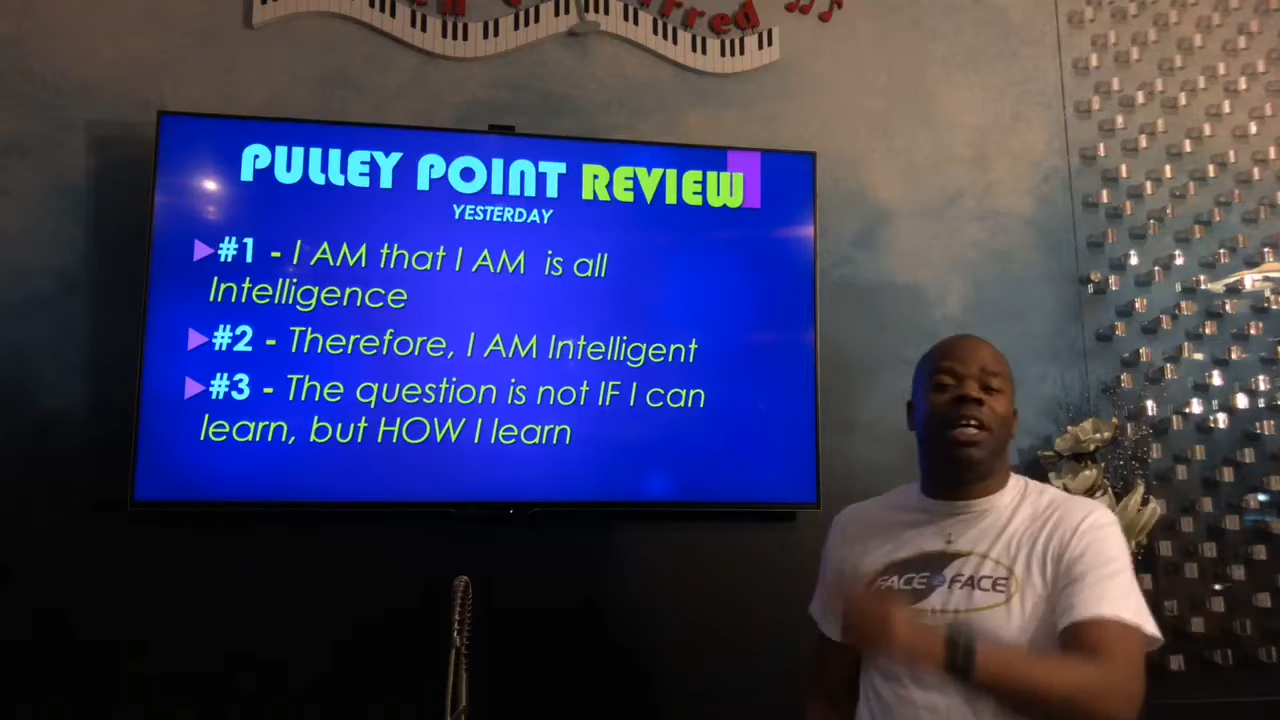 PULLEY POINT REVIEW
YESTERDAY
#1 - I AM that I AM is all
Intelligence
#2 - Therefore, I AM Intelligent
#3 - The question is not IF I can
learn, but HOW I learn
FACE FACE